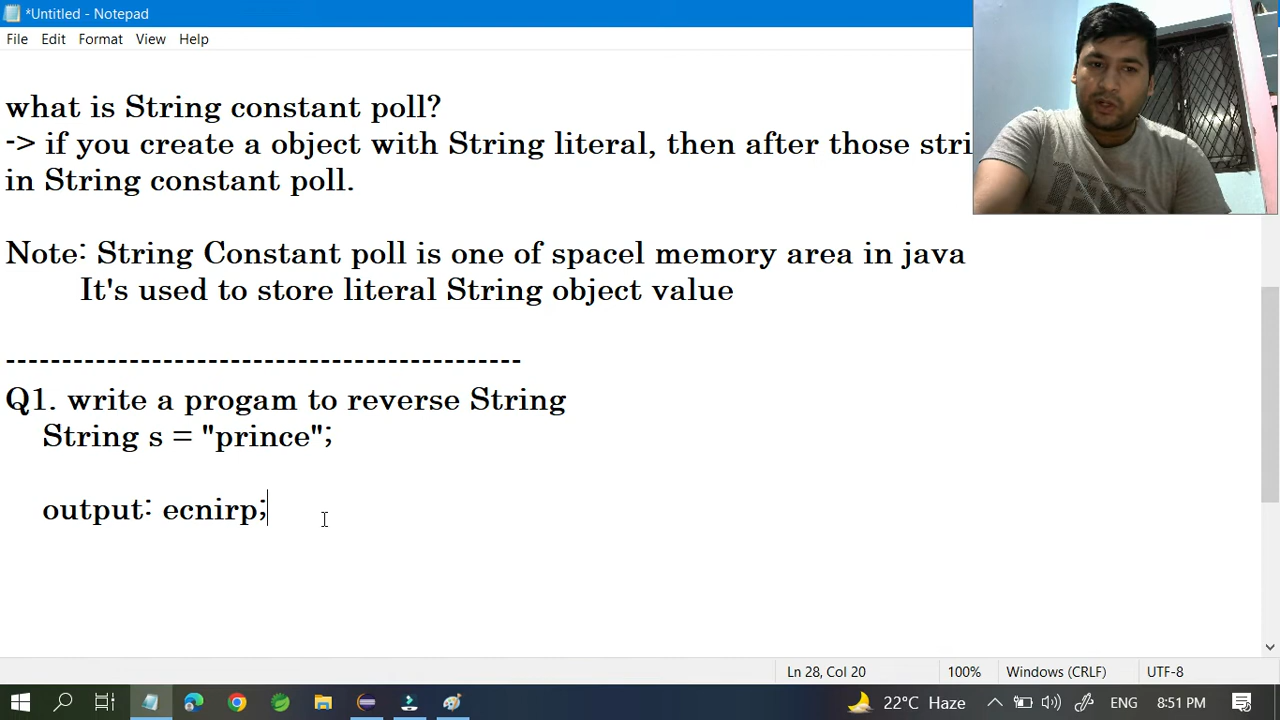 *Untitled - Notepad
File Edit Format View Help
what is String constant poll?
-> if you create a object with String literal, then after those stri
in String constant poll.
Note: String Constant poll is one of spacel memory area in java
It's used to store literal String object value
----------------------------------------------
Q1. write a progam to reverse String
String s = "prince";
output: ecnirp;
Ln 28, Col 20 100% Windows (CRLF) UTF-8
22°C Haze ENG 8:51 PM